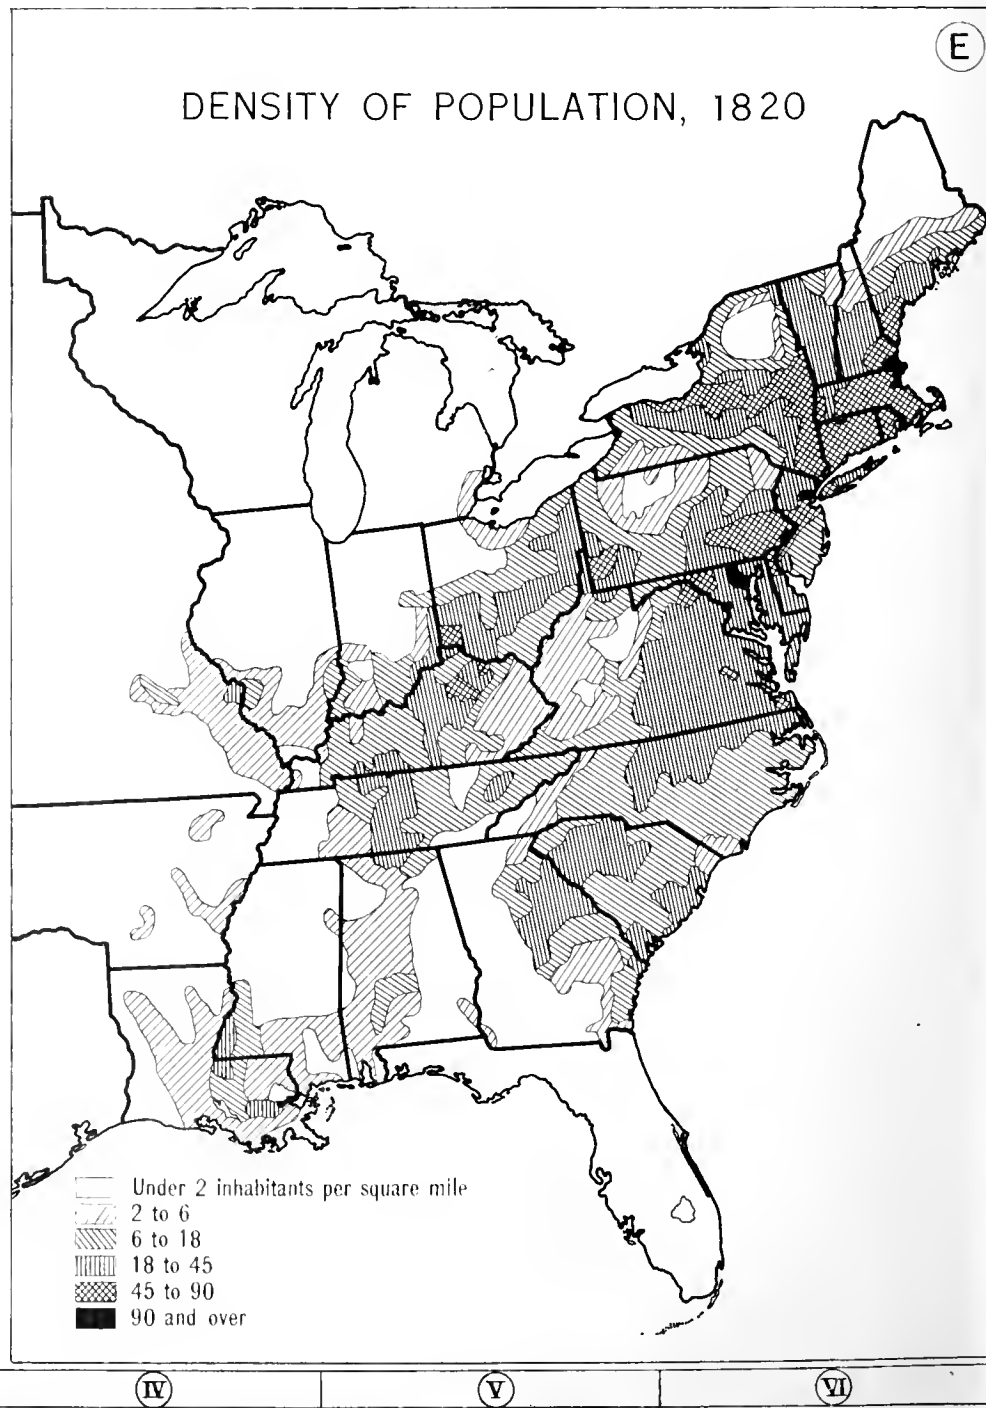 E
DENSITY OF POPULATION, 1820
Under 2 inhabitants per square mile
2 to 6
6 to 18
18 to 45
45 to 90
90 and over
IV
V
VI